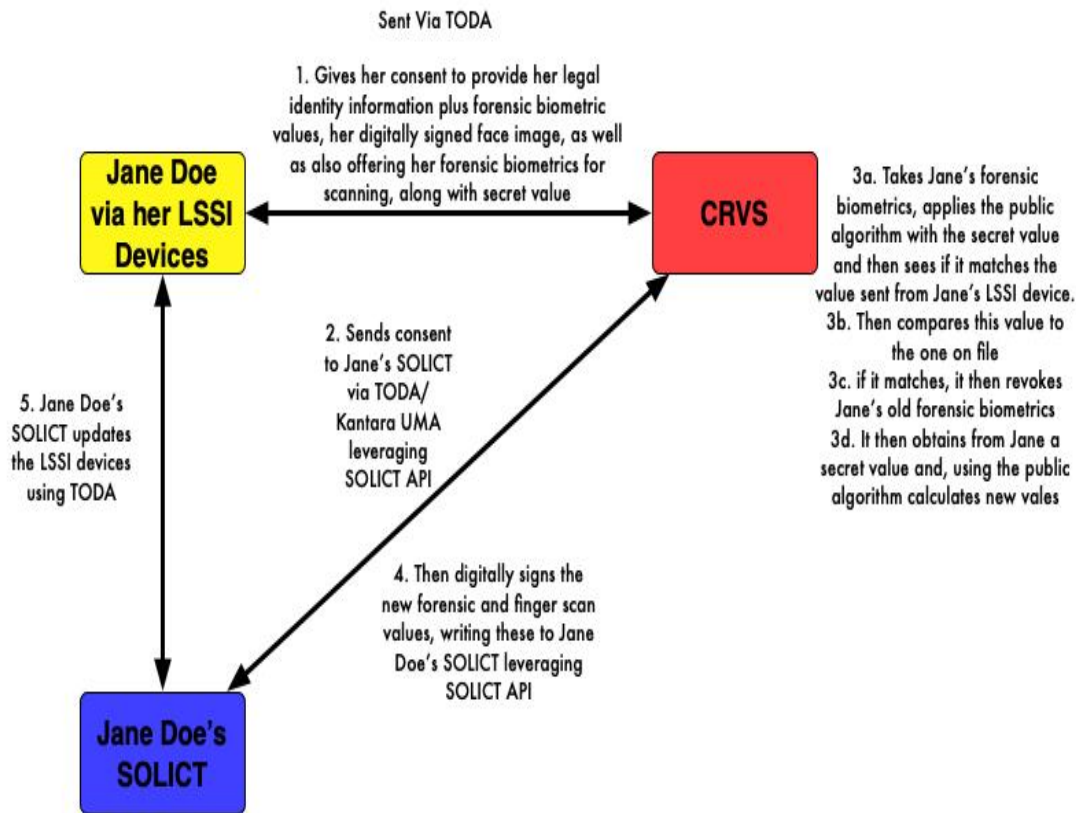 Sent Via TODA
1. Gives her consent to provide her legal
identity information plus forensic biometric
values, her digitally signed face image, as well
as also offering her forensic biometrics for
scanning, along with secret value
Jane Doe
via her LSSI
Devices
CRVS
3a. Takes Jane's forensic
biometrics, applies the public
algorithm with the secret value
and then sees if it matches the
value sent from Jane's LSSI device.
3b. Then compares this value to
the one on file
3c. if it matches, it then revokes
Jane's old forensic biometrics
3d. It then obtains from Jane a
secret value and, using the public
algorithm calculates new vales
2. Sends consent
to Jane's SOLICT
via TODA/
Kantara UMA
leveraging
SOLICT API
5. Jane Doe's
SOLICT updates
the LSSI devices
using TODA
4. Then digitally signs the
new forensic and finger scan
values, writing these to Jane
Doe's SOLICT leveraging
SOLICT API
Jane Doe's
SOLICT